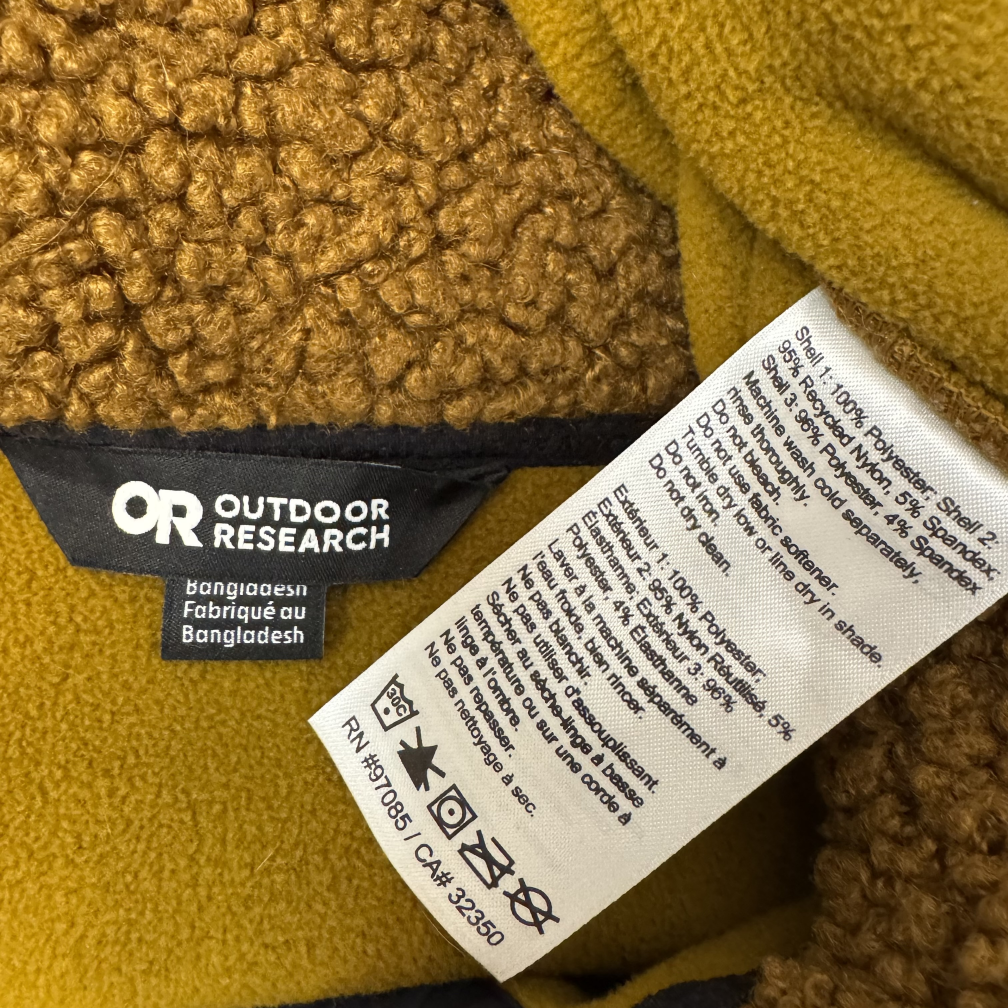 OR OUTDOOR
RESEARCH
Bangladesh
Fabriqué au
Bangladesh
Shell 1: 100% Polyester; Shell 2:
95% Recycled Nylon, 5% Spandex,
Shell 3: 96% Polyester, 4% Spandex
Machine wash cold separately,
rinse thoroughly.
Do not bleach.
Do not use fabric softener.
Tumble dry low or line dry in shade.
Do not iron.
Do not dry clean.
Extérieur 1: 100% Polyester,
Extérieur 2: 95% Nylon Réutilisé, 5%
Elasthanne, Extérieur 3: 96%
Polyester, 4% Elasthanne
Laver à la machine séparément à
l'eau froide, bien rincer.
Ne pas blanchir.
Ne pas utiliser d'assouplissant.
Sécher au sèche-linge à basse
température ou sur une corde à
linge à l'ombre.
Ne pas repasser.
Ne pas nettoyage à sec.
30C
RN #97085 / CA# 32350